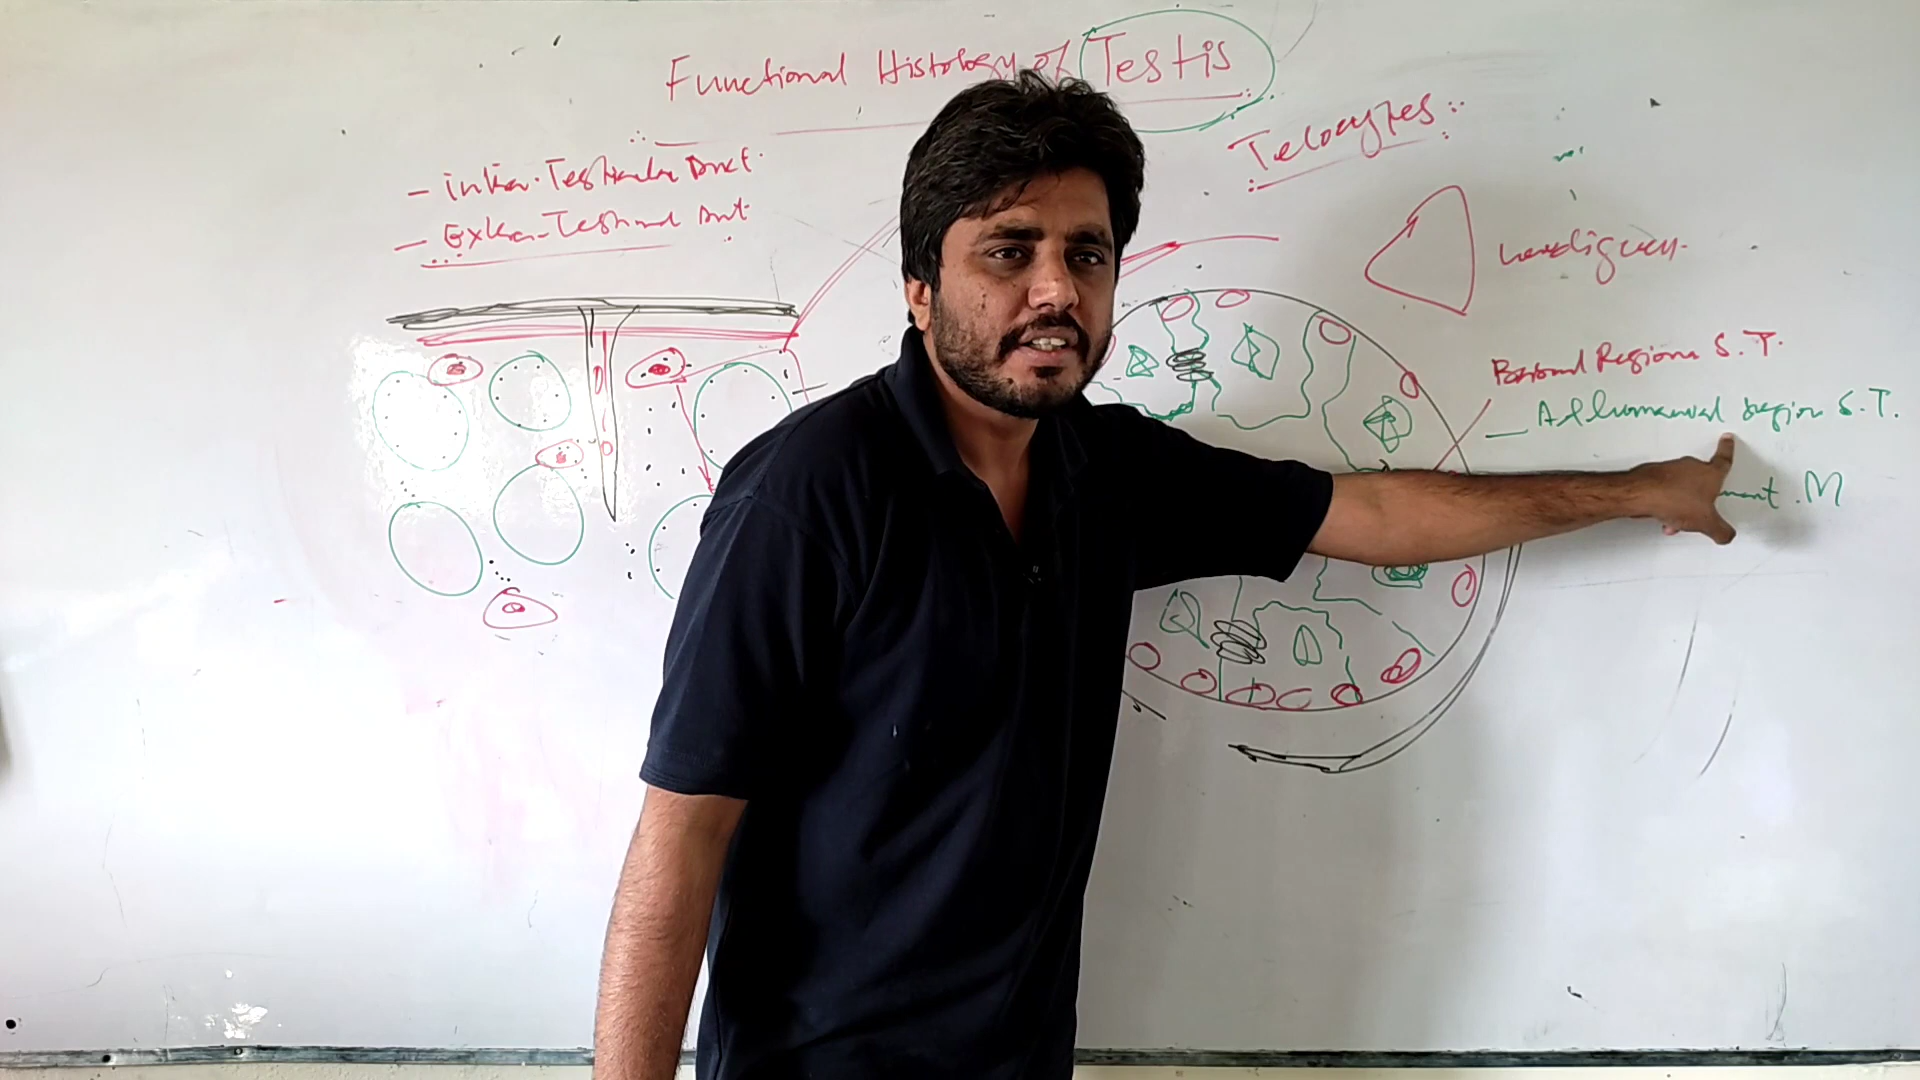 Functional Histology of Testis
- intra-Testicular Duct.
- Extra-Testicular Duct
Telocytes
Basal Region S.T.
- Adluminal region S.T.
M